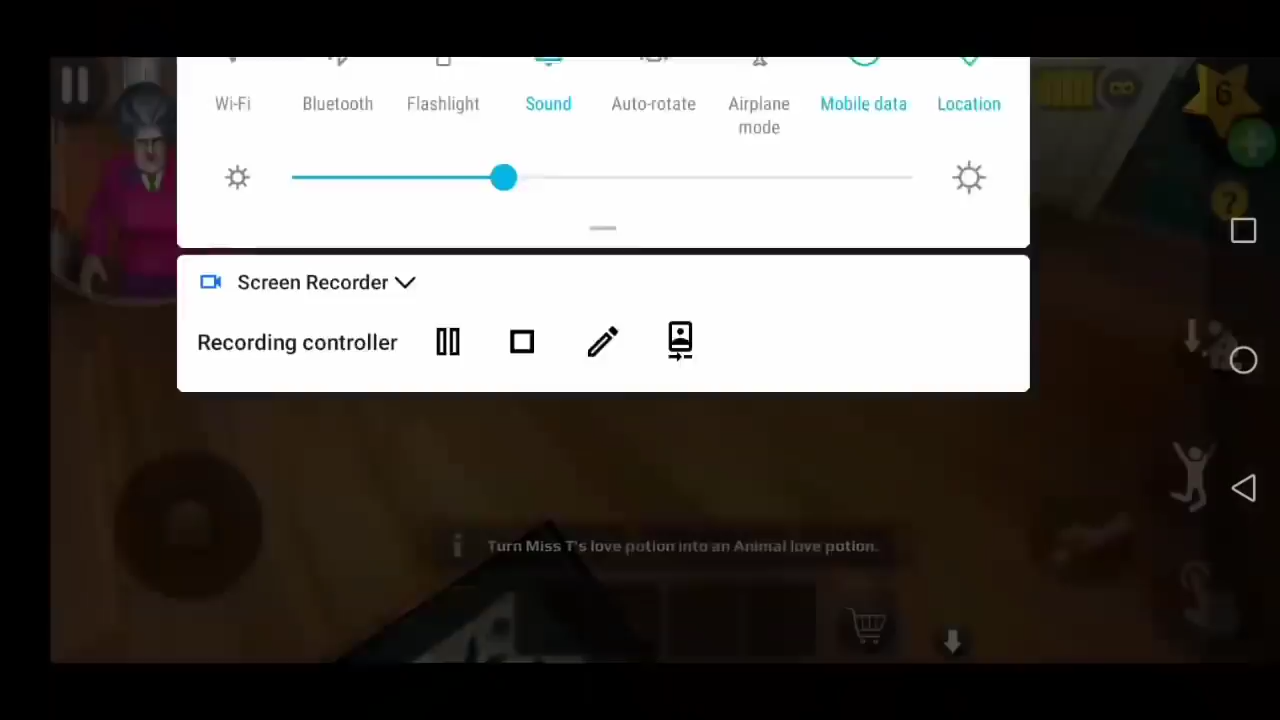 Wi-Fi Bluetooth Flashlight Sound Auto-rotate Airplane mode Mobile data Location
6
?
Screen Recorder
Recording controller
Turn Miss T's love potion into an Animal love potion.